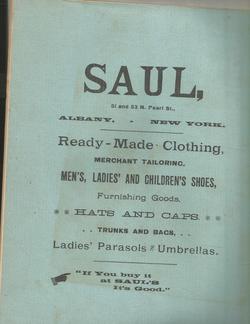 SAUL,
51 and 53 N. Pearl St.,
ALBANY, - NEW YORK.
Ready-Made Clothing,
MERCHANT TAILORING,
MEN'S, LADIES' AND CHILDREN'S SHOES,
Furnishing Goods,
HATS AND CAPS.
TRUNKS AND BAGS,
Ladies' Parasols and Umbrellas.
"If You buy it
at SAUL'S
It's Good."